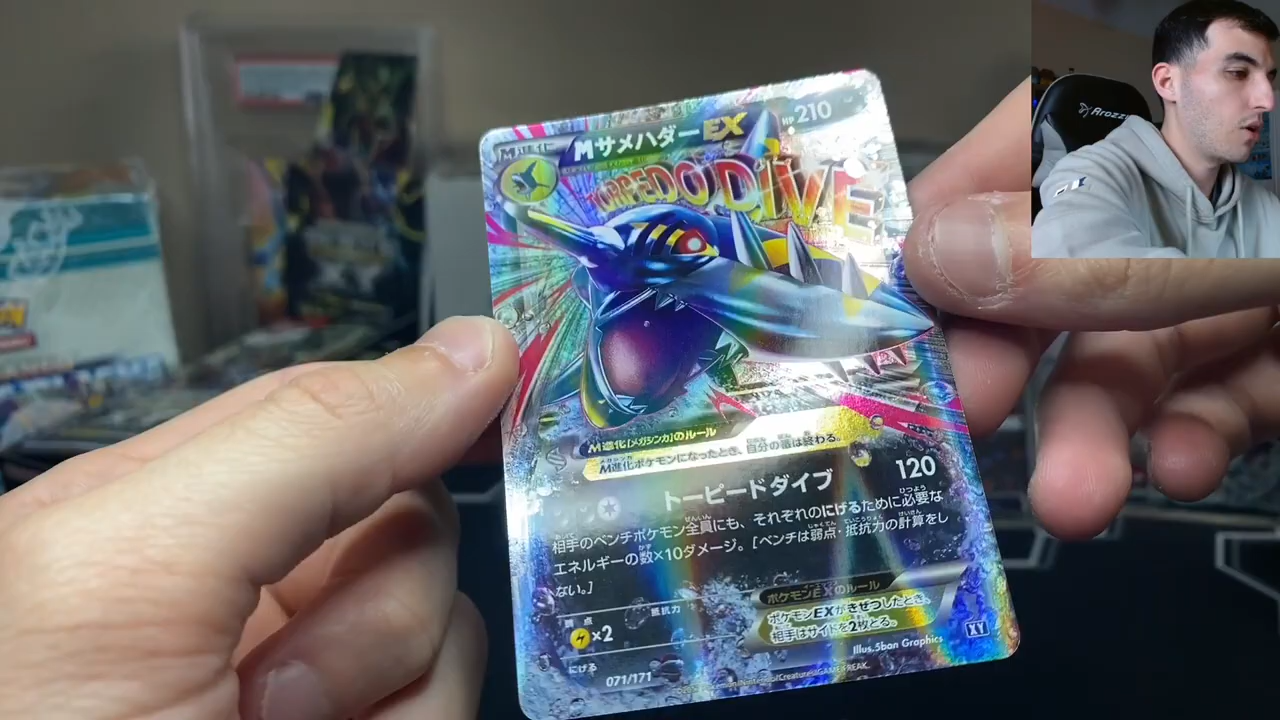 M進化
MサメハダーEX
HP210
TORPEDO DIVE
M進化[メガシンカ]のルール
M進化ポケモンになったとき、自分の番は終わる。
トーピードダイブ 120
相手のベンチポケモン全員にも、それぞれのにげるために必要な
エネルギーの数×10ダメージ。[ベンチは弱点・抵抗力の計算をし
ない。]
弱点 抵抗力
×2
にげる
ポケモンEXのルール
ポケモンEXがきぜつしたとき、
相手はサイドを2枚とる。
XY
Illus.5ban Graphics
071/171
Arozzi